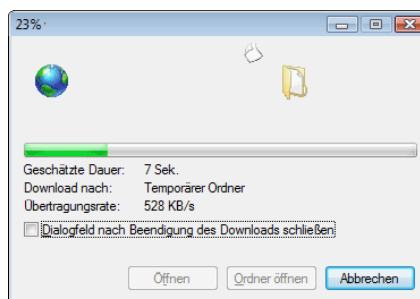 23%
Geschätzte Dauer: 7 Sek.
Download nach: Temporärer Ordner
Übertragungsrate: 528 KB/s
Dialogfeld nach Beendigung des Downloads schließen
Öffnen Ordner öffnen Abbrechen